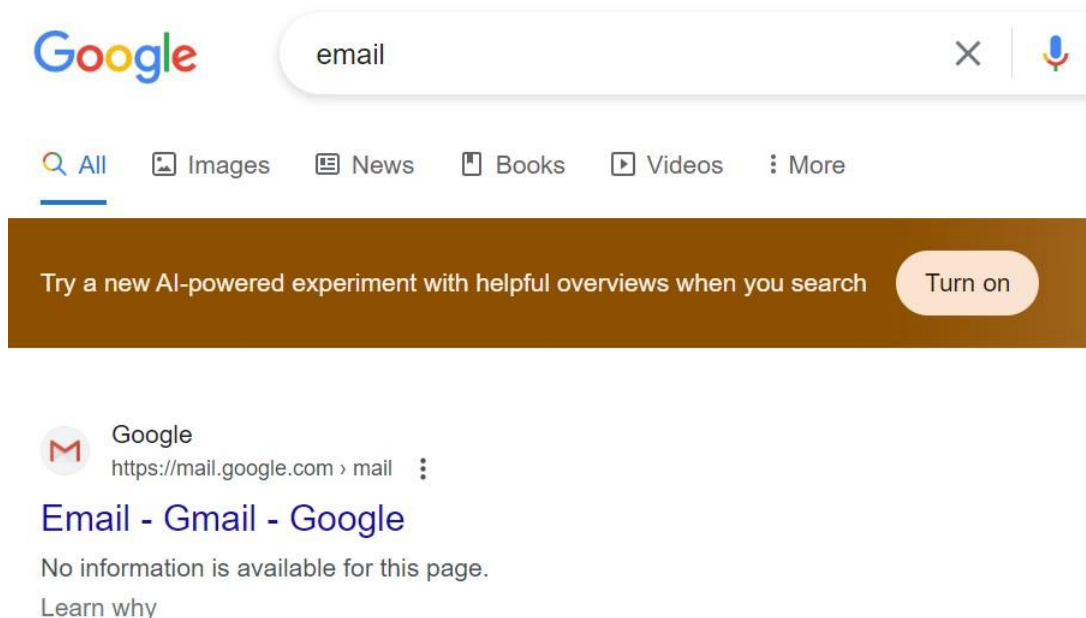 Google email
All Images News Books Videos More
Try a new AI-powered experiment with helpful overviews when you search Turn on
Google
https://mail.google.com › mail
Email - Gmail - Google
No information is available for this page.
Learn why